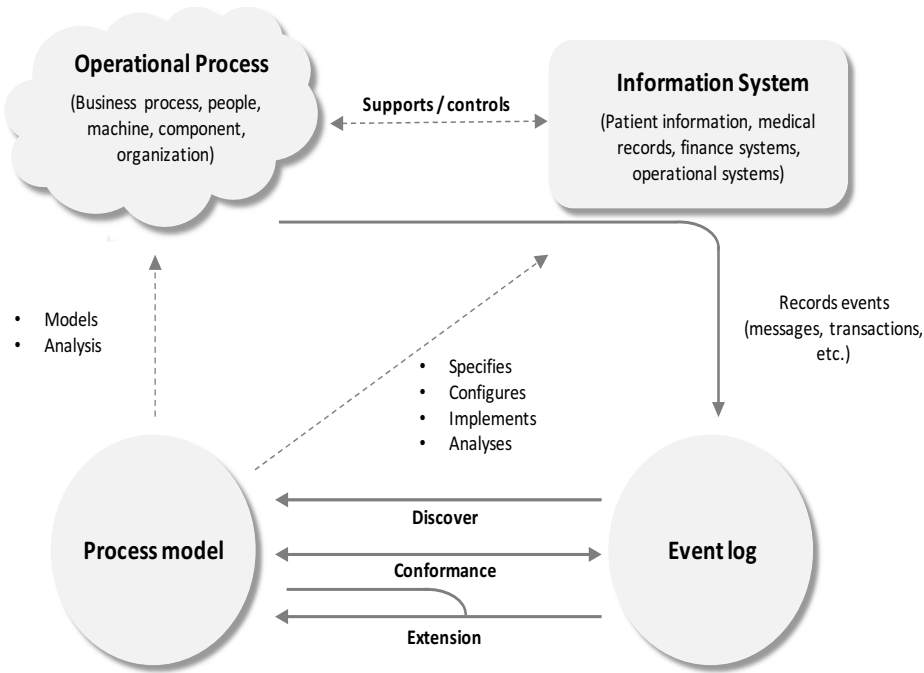 Operational Process
(Business process, people,
machine, component,
organization)
Supports / controls
Information System
(Patient information, medical
records, finance systems,
operational systems)
• Models
• Analysis
Records events
(messages, transactions,
etc.)
• Specifies
• Configures
• Implements
• Analyses
Process model
Discover
Conformance
Extension
Event log